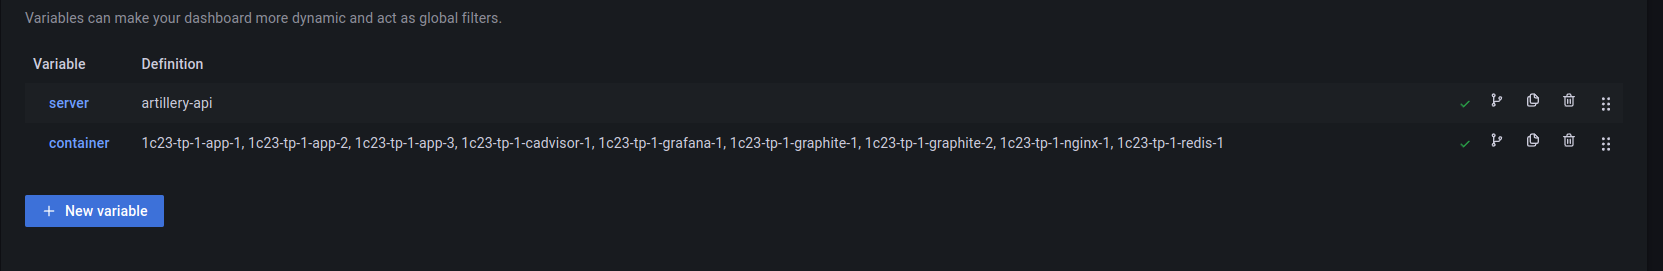 Variables can make your dashboard more dynamic and act as global filters.
Variable Definition
server artillery-api
container 1c23-tp-1-app-1, 1c23-tp-1-app-2, 1c23-tp-1-app-3, 1c23-tp-1-cadvisor-1, 1c23-tp-1-grafana-1, 1c23-tp-1-graphite-1, 1c23-tp-1-graphite-2, 1c23-tp-1-nginx-1, 1c23-tp-1-redis-1
New variable